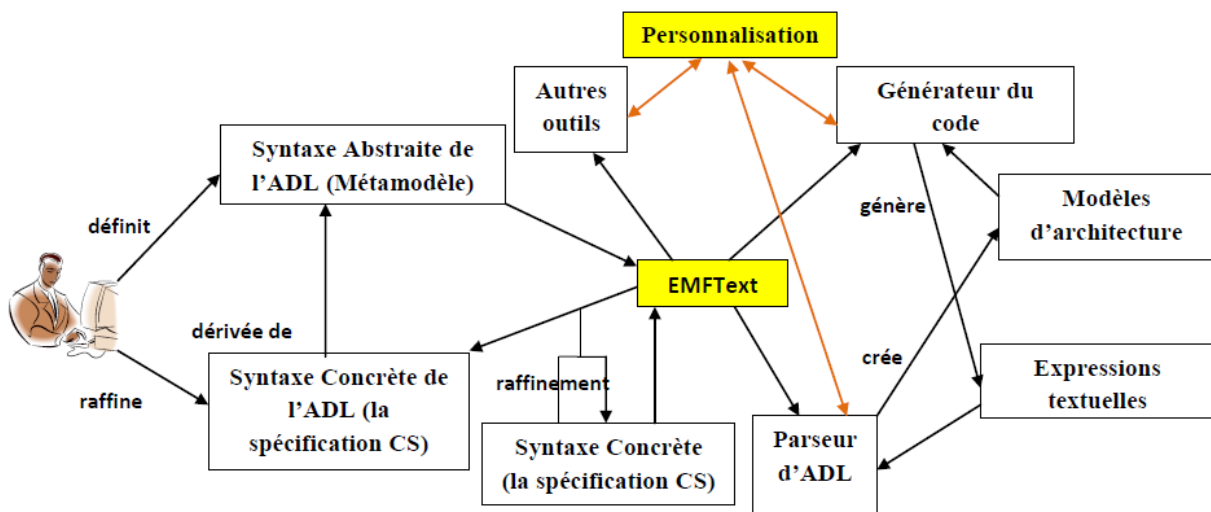 Personnalisation
Autres
outils
Générateur du
code
Syntaxe Abstraite de
l’ADL (Métamodèle)
définit
génère
Modèles
d’architecture
EMFText
dérivée de
Syntaxe Concrète de
l’ADL (la
spécification CS)
raffine
raffinement
crée
Expressions
textuelles
Syntaxe Concrète
(la spécification CS)
Parseur
d’ADL